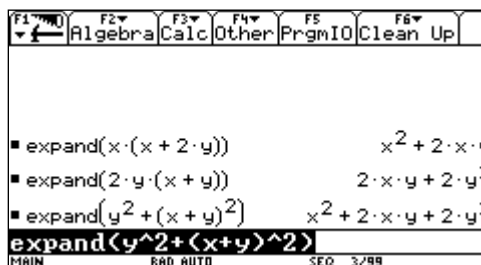 F1 F2 Algebra F3 Calc F4 Other F5 PrgmIO F6 Clean Up
expand(x·(x + 2·y)) x² + 2·x·
expand(2·y·(x + y)) 2·x·y + 2·y
expand(y² + (x + y)²) x² + 2·x·y + 2·y
expand(y^2+(x+y)^2)
MAIN RAD AUTO SEQ 3/99